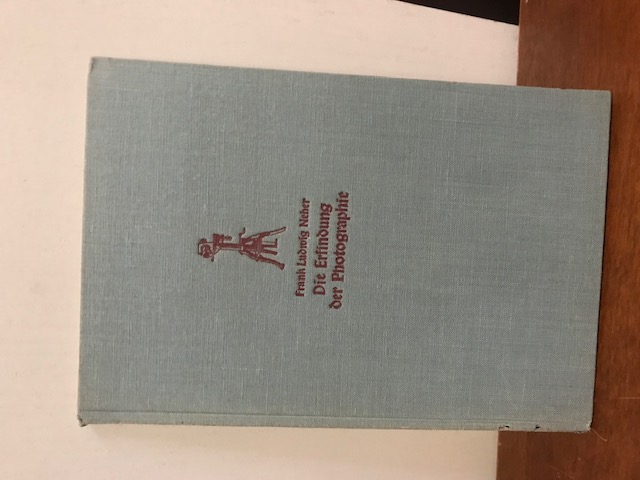 Frank Ludwig Neher
Die Erfindung
der Photographie